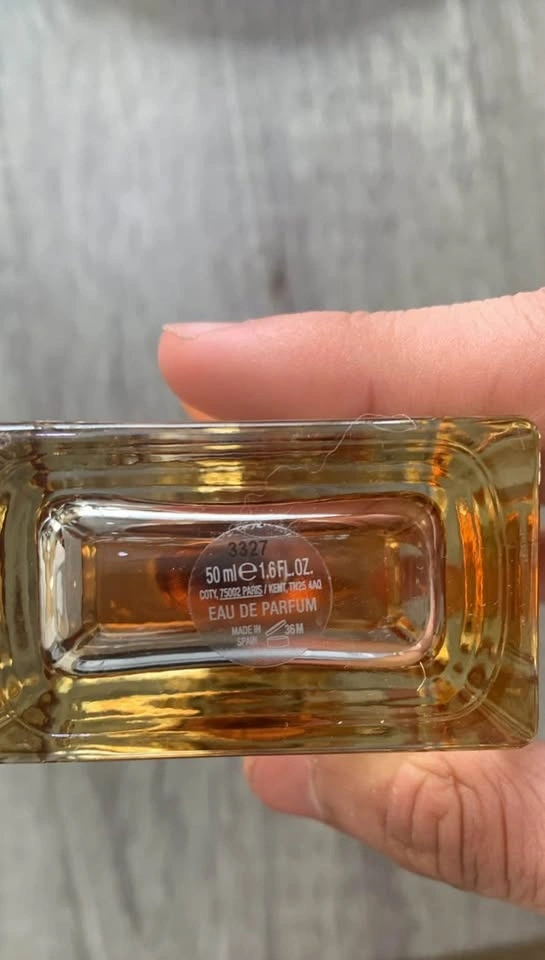 3327
50 ml e 1.6 FL.OZ.
COTY, 75002 PARIS / KENT, TN25 4AQ
EAU DE PARFUM
MADE IN
SPAIN
36M